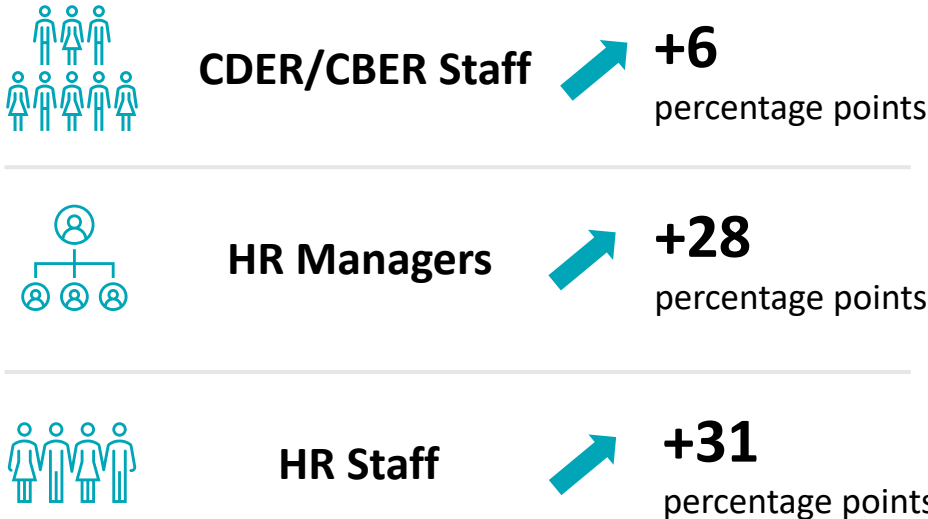 CDER/CBER Staff
+6
percentage points
HR Managers
+28
percentage points
HR Staff
+31
percentage points